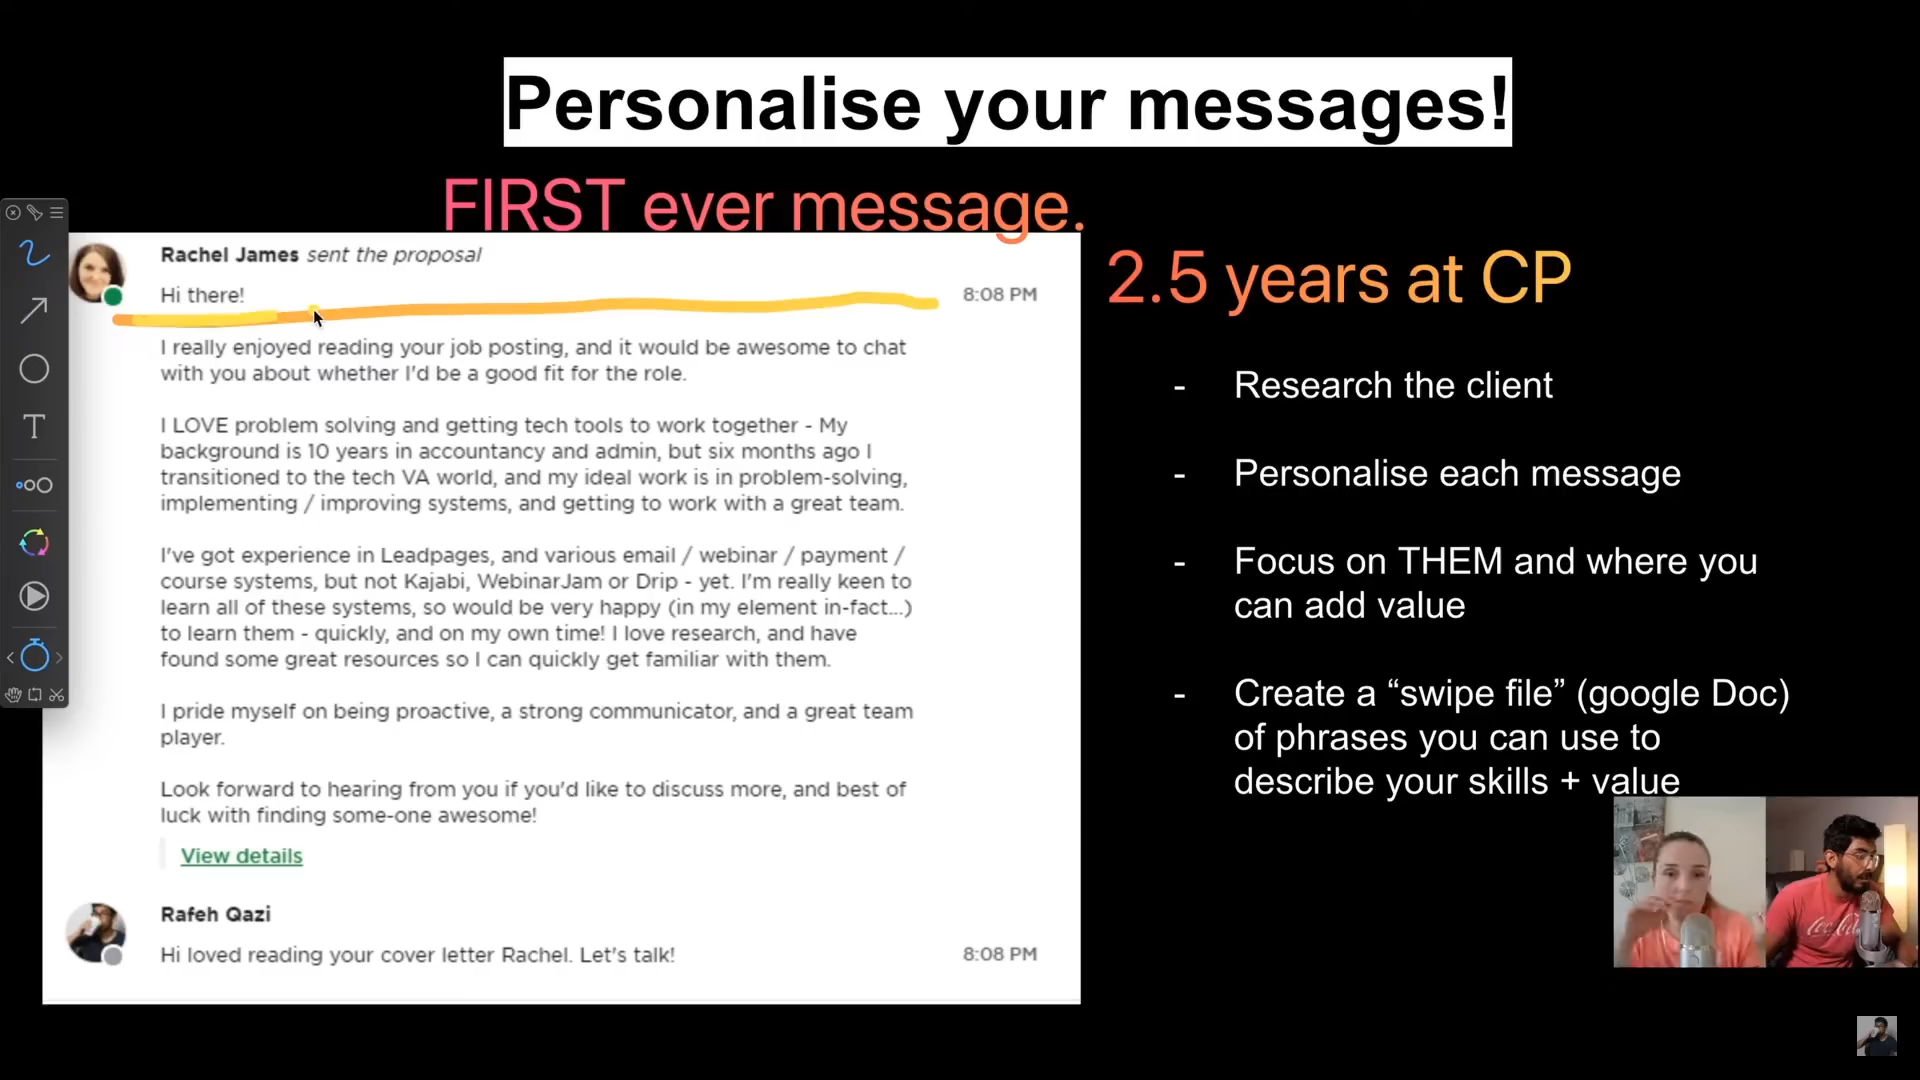 Personalise your messages!
FIRST ever message.
Rachel James sent the proposal
Hi there!
8:08 PM
I really enjoyed reading your job posting, and it would be awesome to chat
with you about whether I'd be a good fit for the role.
I LOVE problem solving and getting tech tools to work together - My
background is 10 years in accountancy and admin, but six months ago I
transitioned to the tech VA world, and my ideal work is in problem-solving,
implementing / improving systems, and getting to work with a great team.
I've got experience in Leadpages, and various email / webinar / payment /
course systems, but not Kajabi, WebinarJam or Drip - yet. I'm really keen to
learn all of these systems, so would be very happy (in my element in-fact...)
to learn them - quickly, and on my own time! I love research, and have
found some great resources so I can quickly get familiar with them.
I pride myself on being proactive, a strong communicator, and a great team
player.
Look forward to hearing from you if you'd like to discuss more, and best of
luck with finding some-one awesome!
View details
Rafeh Qazi
Hi loved reading your cover letter Rachel. Let's talk!
8:08 PM
2.5 years at CP
- Research the client
- Personalise each message
- Focus on THEM and where you
can add value
- Create a “swipe file” (google Doc)
of phrases you can use to
describe your skills + value
T